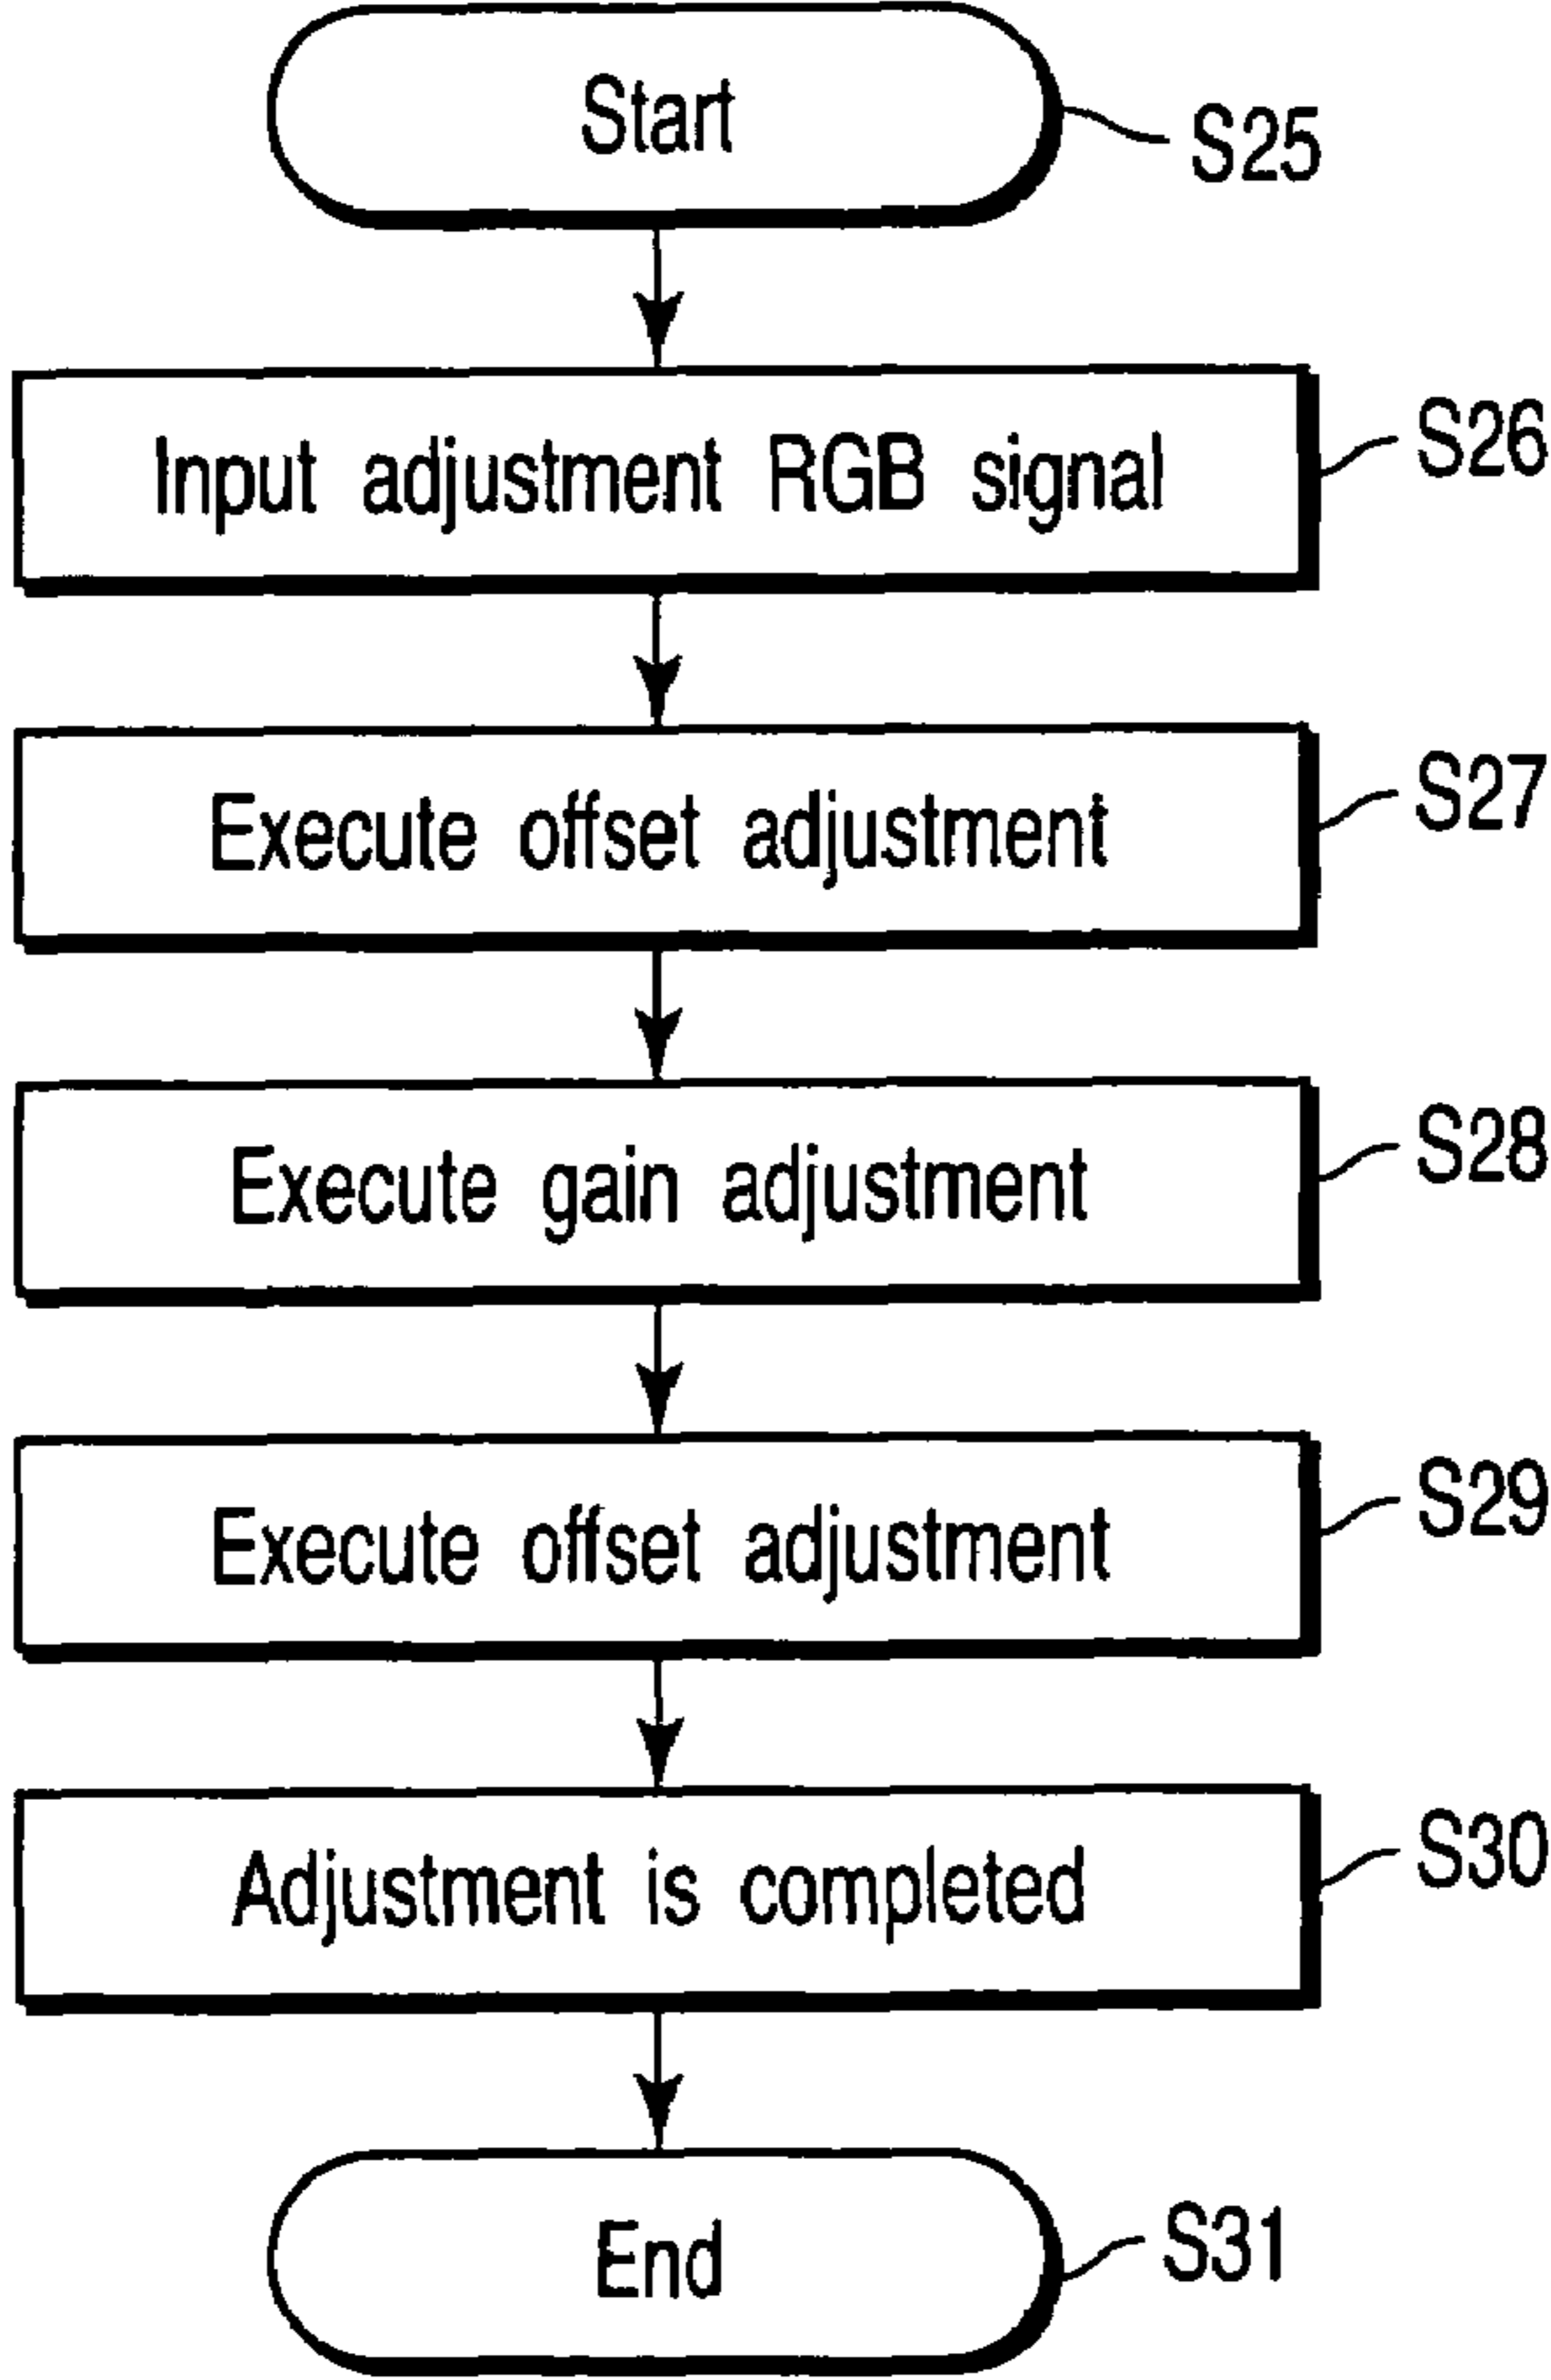 Start
S25
Input adjustment RGB signal
S26
Execute offset adjustment
S27
Execute gain adjustment
S28
Execute offset adjustment
S29
Adjustment is completed
S30
End
S31